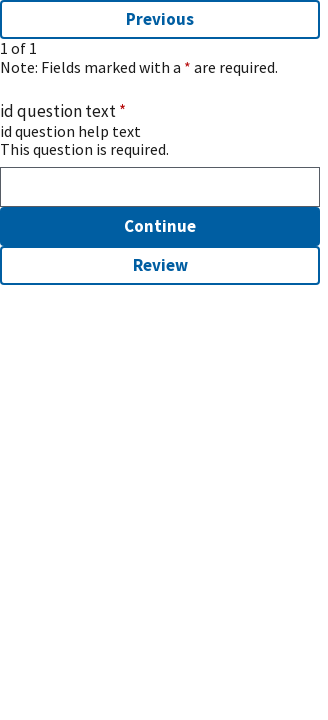 Previous
1 of 1
Note: Fields marked with a * are required.
id question text *
id question help text
This question is required.
Continue
Review